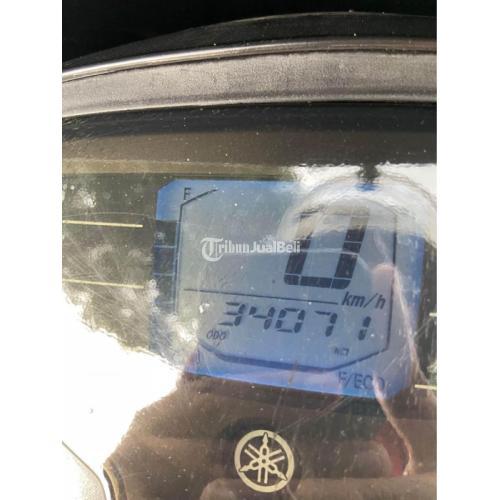 F
TribunJualBeli
0
km/h
34071
ODO
F/ECO